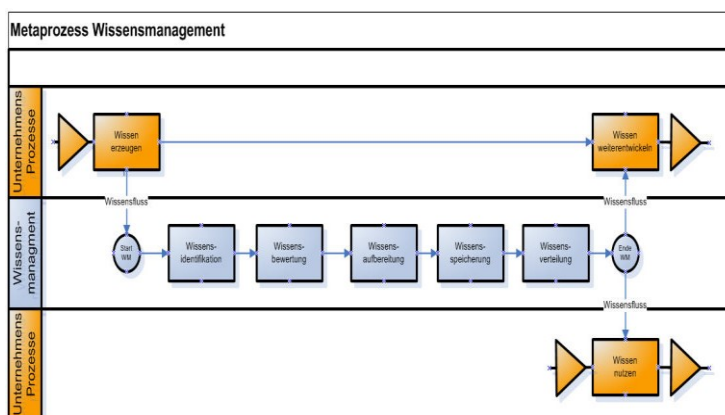 Metaprozess Wissensmanagement
Unternehmens
Prozesse
Wissen
erzeugen
Wissen
weiterentwickeln
Wissensfluss
Wissensfluss
Wissens-
managment
Start
WM
Wissens-
identifikation
Wissens-
bewertung
Wissens-
aufbereitung
Wissens-
speicherung
Wissens-
verteilung
Ende
WM
Wissensfluss
Unternehmens
Prozesse
Wissen
nutzen